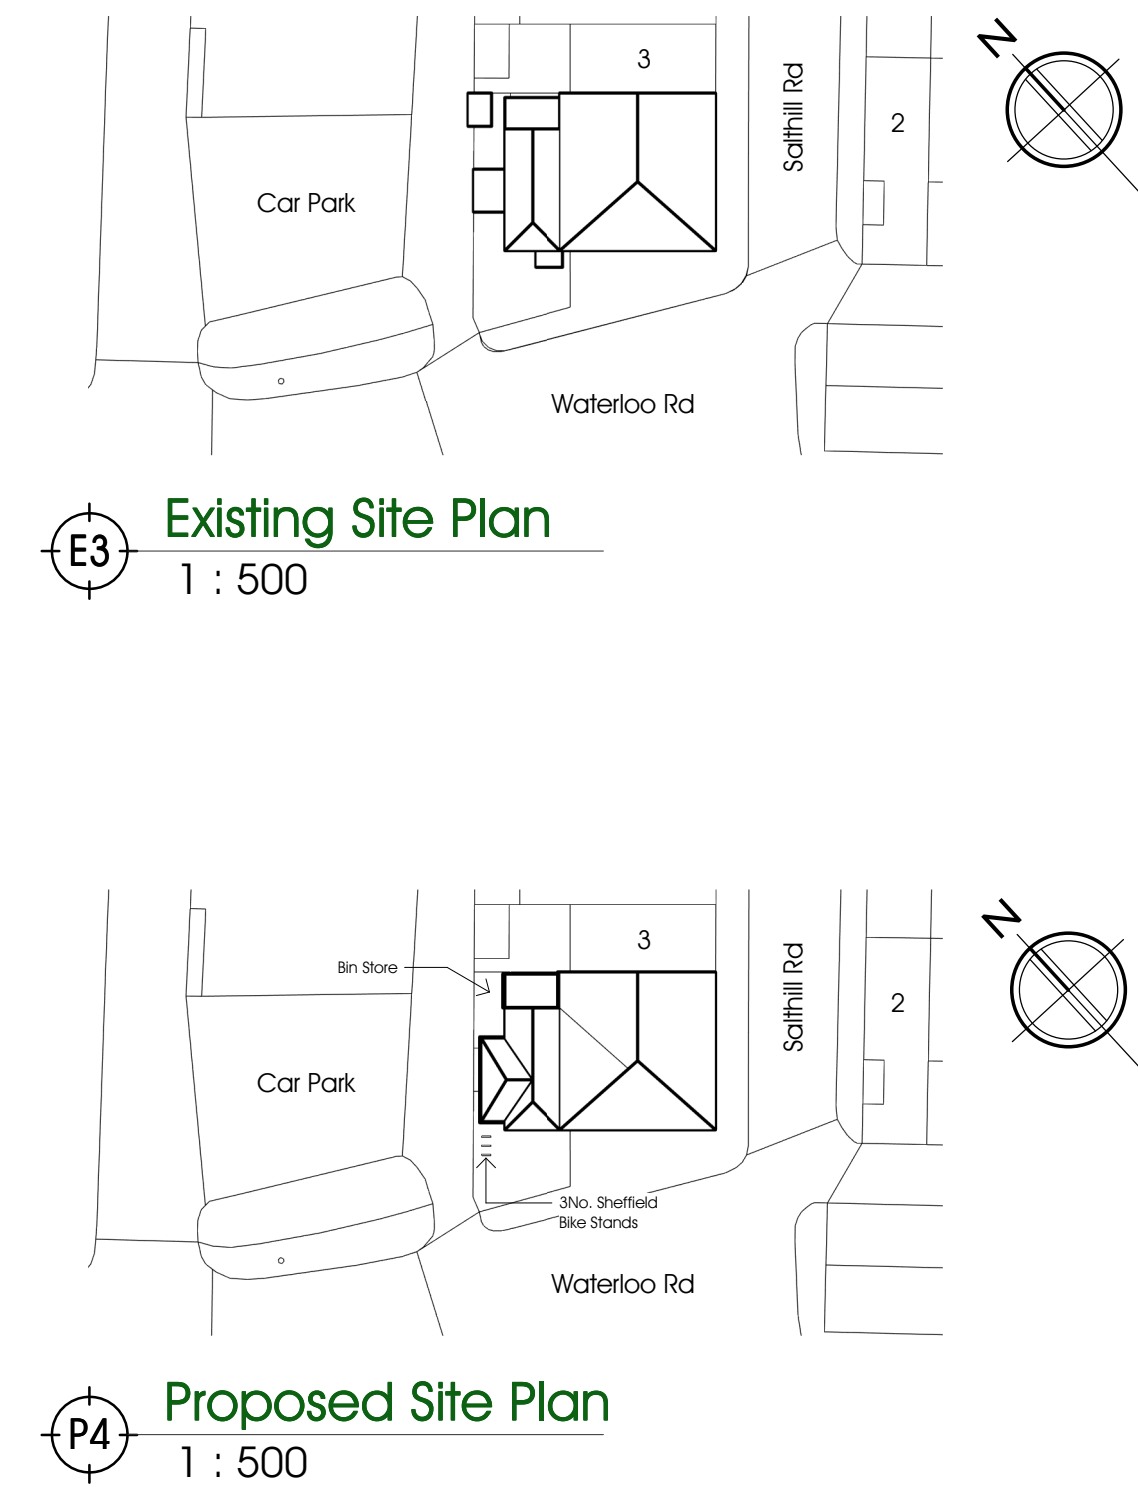 N
3
Salthill Rd
2
Car Park
Waterloo Rd
E3
Existing Site Plan
1 : 500
N
3
Bin Store
Salthill Rd
2
Car Park
3No. Sheffield
Bike Stands
Waterloo Rd
P4
Proposed Site Plan
1 : 500